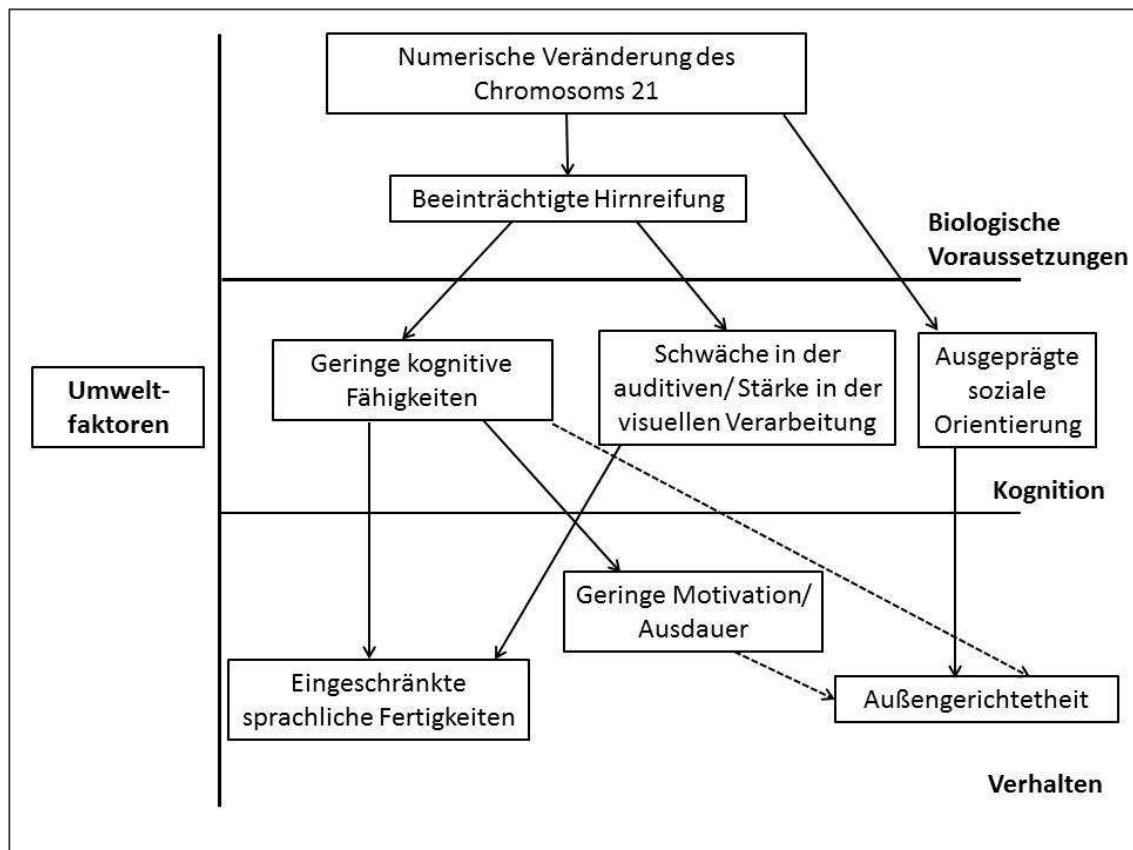 Numerische Veränderung des
Chromosoms 21
Beeinträchtigte Hirnreifung
Biologische
Voraussetzungen
Umwelt-
faktoren
Geringe kognitive
Fähigkeiten
Schwäche in der
auditiven/ Stärke in der
visuellen Verarbeitung
Ausgeprägte
soziale
Orientierung
Kognition
Geringe Motivation/
Ausdauer
Eingeschränkte
sprachliche Fertigkeiten
Außengerichtetheit
Verhalten